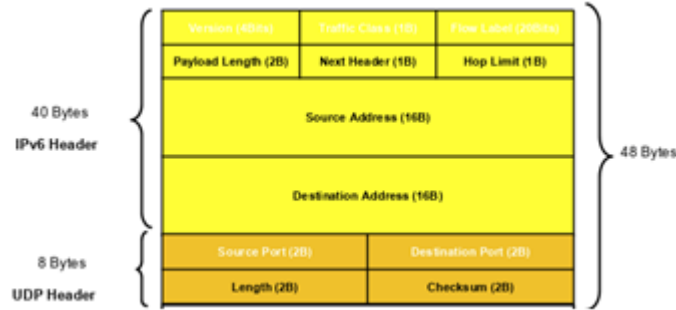 Version (4Bits) Traffic Class (1B) Flow Label (20Bits)
Payload Length (2B) Next Header (1B) Hop Limit (1B)
40 Bytes
IPv6 Header
Source Address (16B)
48 Bytes
Destination Address (16B)
8 Bytes
UDP Header
Source Port (2B) Destination Port (2B)
Length (2B) Checksum (2B)